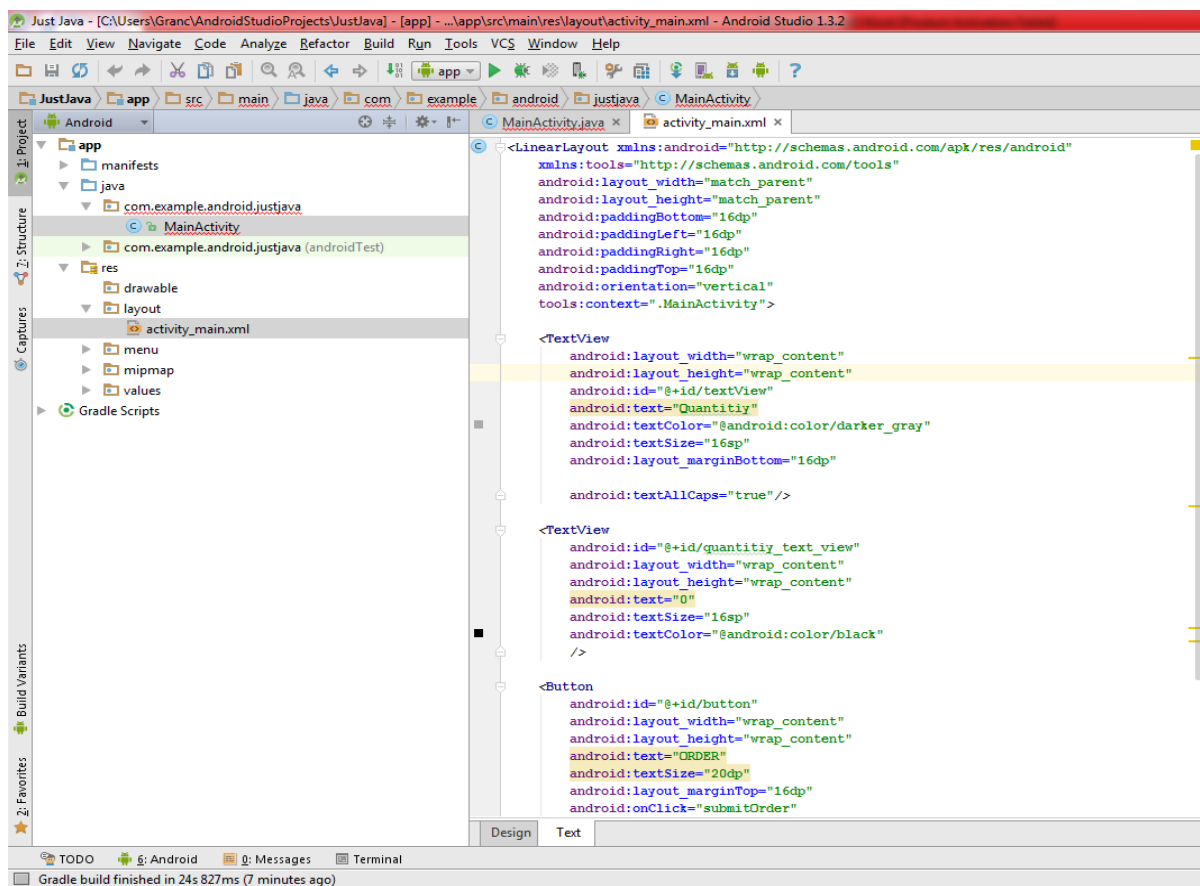 Just Java - [C:\Users\Granc\AndroidStudioProjects\JustJava] - [app] - ...\app\src\main\res\layout\activity_main.xml - Android Studio 1.3.2
File Edit View Navigate Code Analyze Refactor Build Run Tools VCS Window Help
app
JustJava app src main java com example android justjava MainActivity
1: Project
Android
MainActivity.java
activity_main.xml
7: Structure
Captures
Build Variants
2: Favorites
app
manifests
java
com.example.android.justjava
MainActivity
com.example.android.justjava (androidTest)
res
drawable
layout
activity_main.xml
menu
mipmap
values
Gradle Scripts
<LinearLayout xmlns:android="http://schemas.android.com/apk/res/android"
xmlns:tools="http://schemas.android.com/tools"
android:layout_width="match_parent"
android:layout_height="match_parent"
android:paddingBottom="16dp"
android:paddingLeft="16dp"
android:paddingRight="16dp"
android:paddingTop="16dp"
android:orientation="vertical"
tools:context=".MainActivity">
<TextView
android:layout_width="wrap_content"
android:layout_height="wrap_content"
android:id="@+id/textView"
android:text="Quantitiy"
android:textColor="@android:color/darker_gray"
android:textSize="16sp"
android:layout_marginBottom="16dp"
android:textAllCaps="true"/>
<TextView
android:id="@+id/quantitiy_text_view"
android:layout_width="wrap_content"
android:layout_height="wrap_content"
android:text="0"
android:textSize="16sp"
android:textColor="@android:color/black"
/>
<Button
android:id="@+id/button"
android:layout_width="wrap_content"
android:layout_height="wrap_content"
android:text="ORDER"
android:textSize="20dp"
android:layout_marginTop="16dp"
android:onClick="submitOrder"
Design Text
TODO 6: Android 0: Messages Terminal
Gradle build finished in 24s 827ms (7 minutes ago)